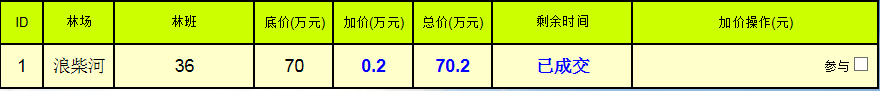 ID 林场 林班 底价(万元) 加价(万元) 总价(万元) 剩余时间 加价操作(元)
1 浪柴河 36 70 0.2 70.2 已成交 参与